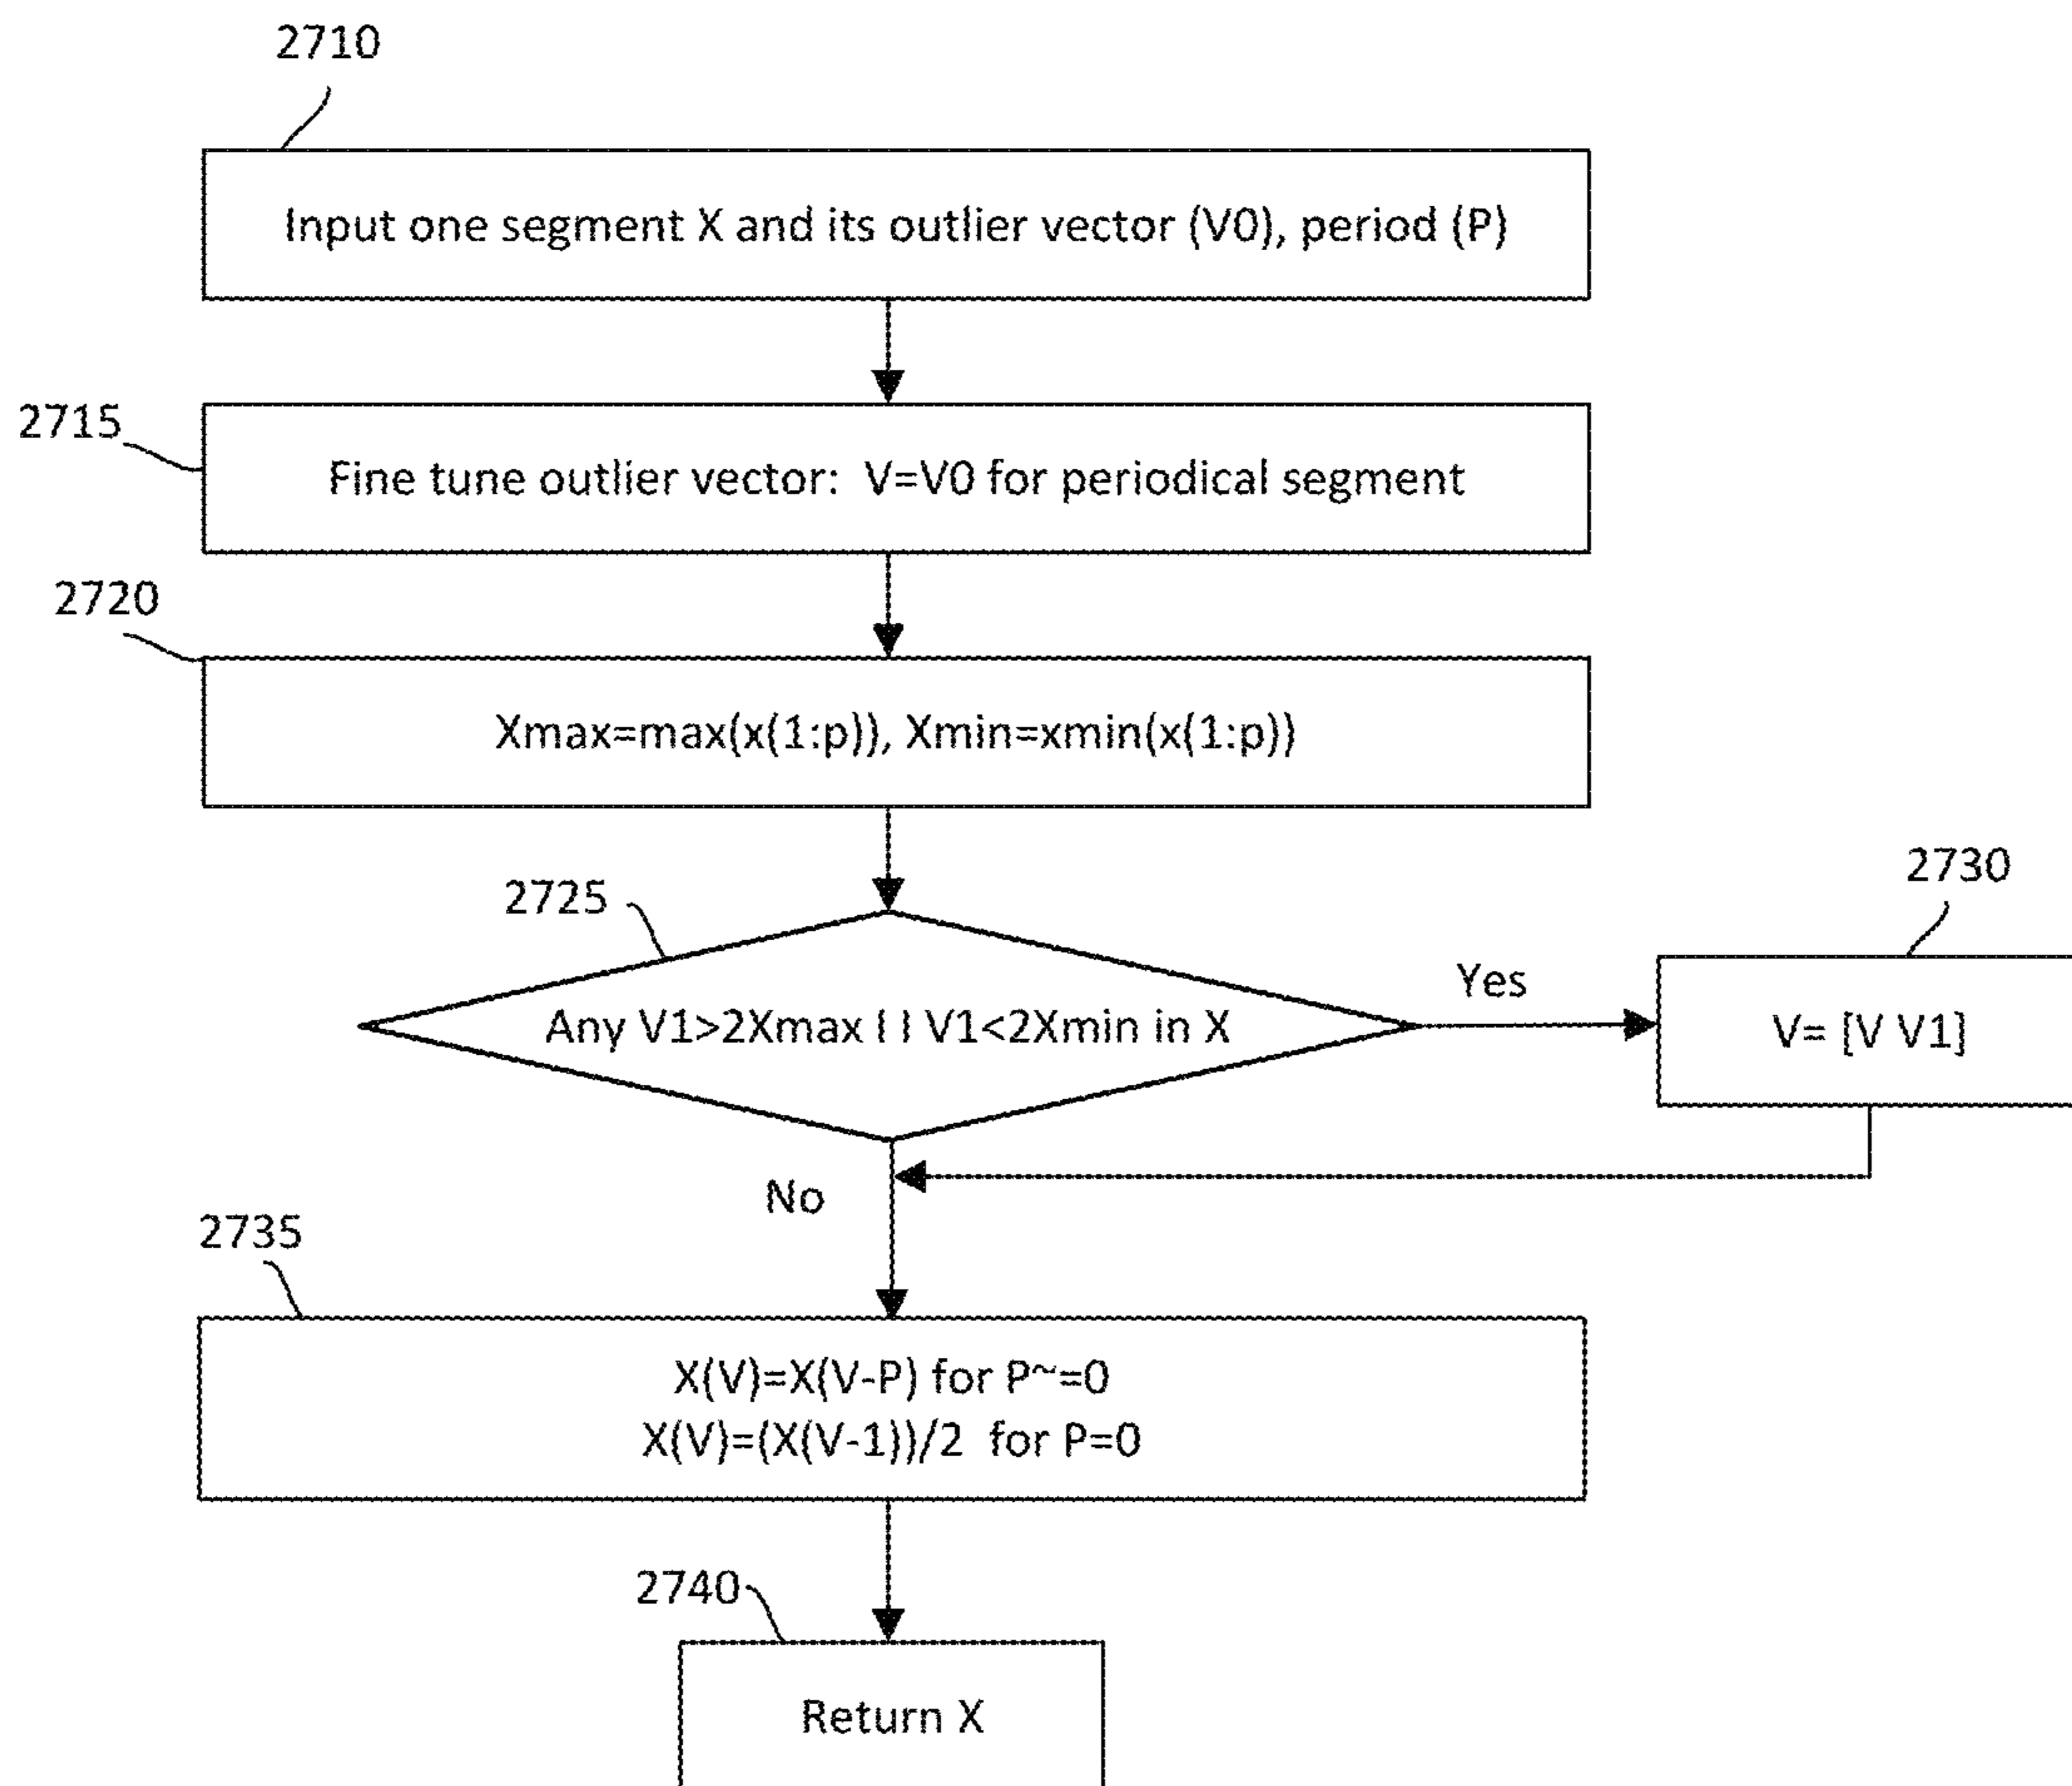 2710
Input one segment X and its outlier vector (V0), period (P)
2715
Fine tune outlier vector: V=V0 for periodical segment
2720
Xmax=max(x(1:p)), Xmin=xmin(x(1:p))
2725
Any V1>2Xmax || V1<2Xmin in X
Yes
2730
V= [V V1]
No
2735
X(V)=X(V-P) for P~=0
X(V)=(X(V-1))/2 for P=0
2740
Return X